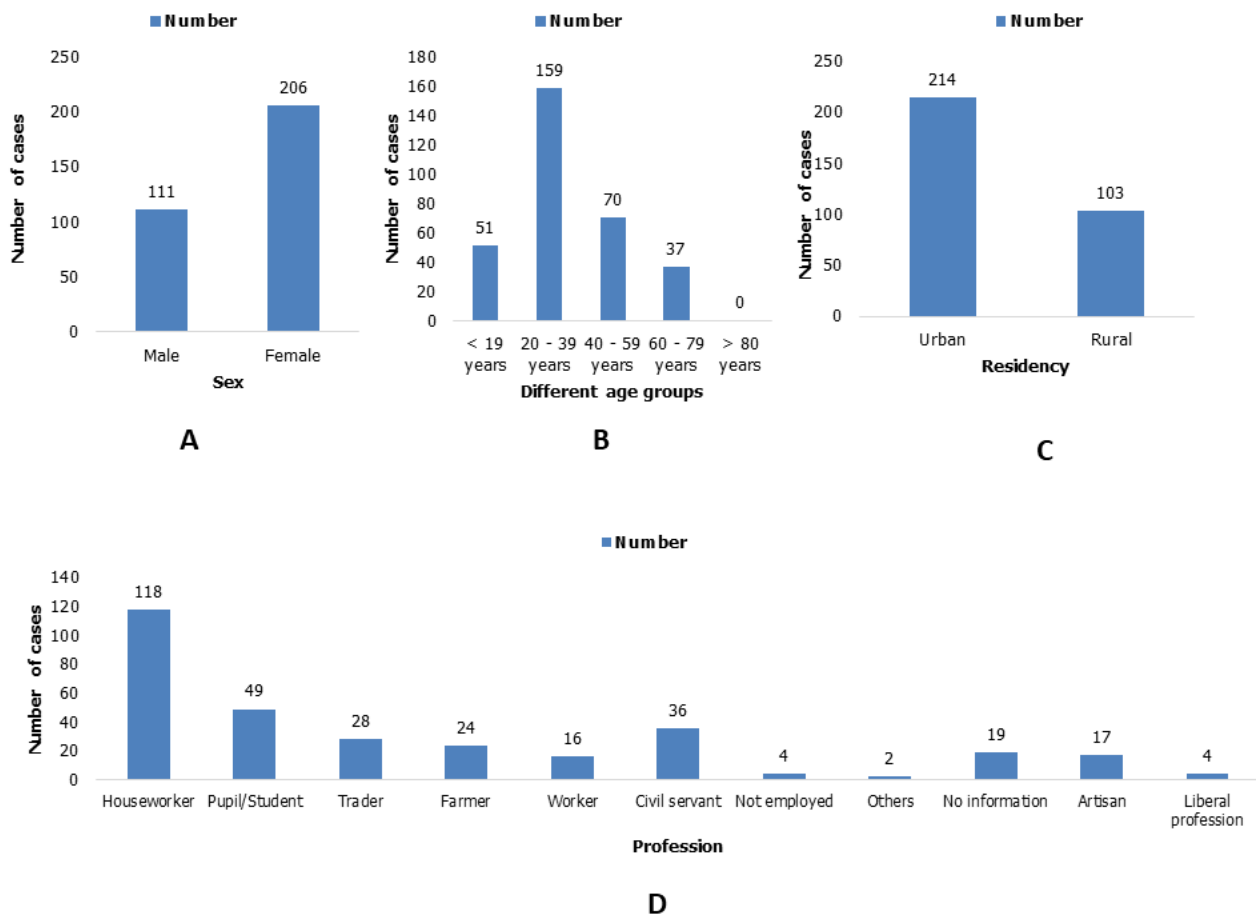 Number
250
200
150
100
50
0
111
206
Male
Female
Number of cases
Sex
A
Number
180
160
140
120
100
80
60
40
20
0
51
159
70
37
0
< 19 years
20 - 39 years
40 - 59 years
60 - 79 years
> 80 years
Number of cases
Different age groups
B
Number
250
200
150
100
50
0
214
103
Urban
Rural
Number of cases
Residency
C
Number
140
120
100
80
60
40
20
0
118
49
28
24
16
36
4
2
19
17
4
Houseworker
Pupil/Student
Trader
Farmer
Worker
Civil servant
Not employed
Others
No information
Artisan
Liberal
profession
Number of cases
Profession
D